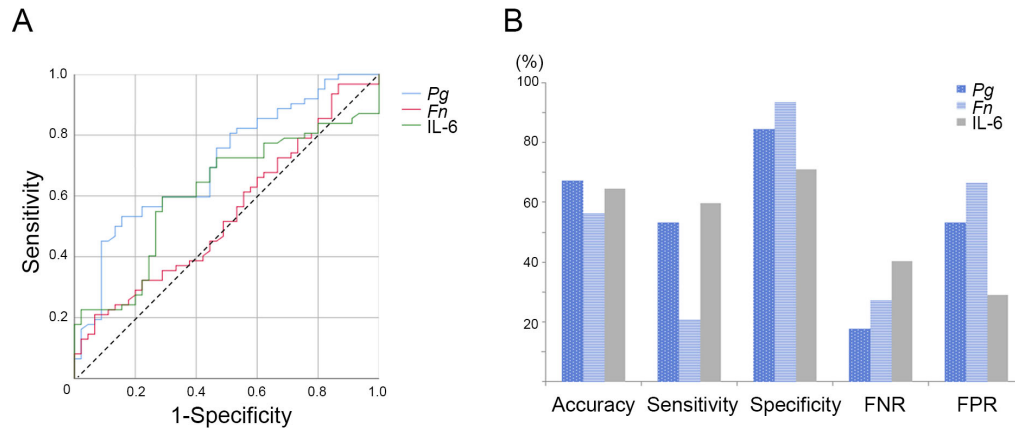 A
B
1.0
0.8
0.6
0.4
0.2
0
0.2
0.4
0.6
0.8
1.0
Sensitivity
1-Specificity
Pg
Fn
IL-6
(%)
100
80
60
40
20
Accuracy
Sensitivity
Specificity
FNR
FPR
Pg
Fn
IL-6